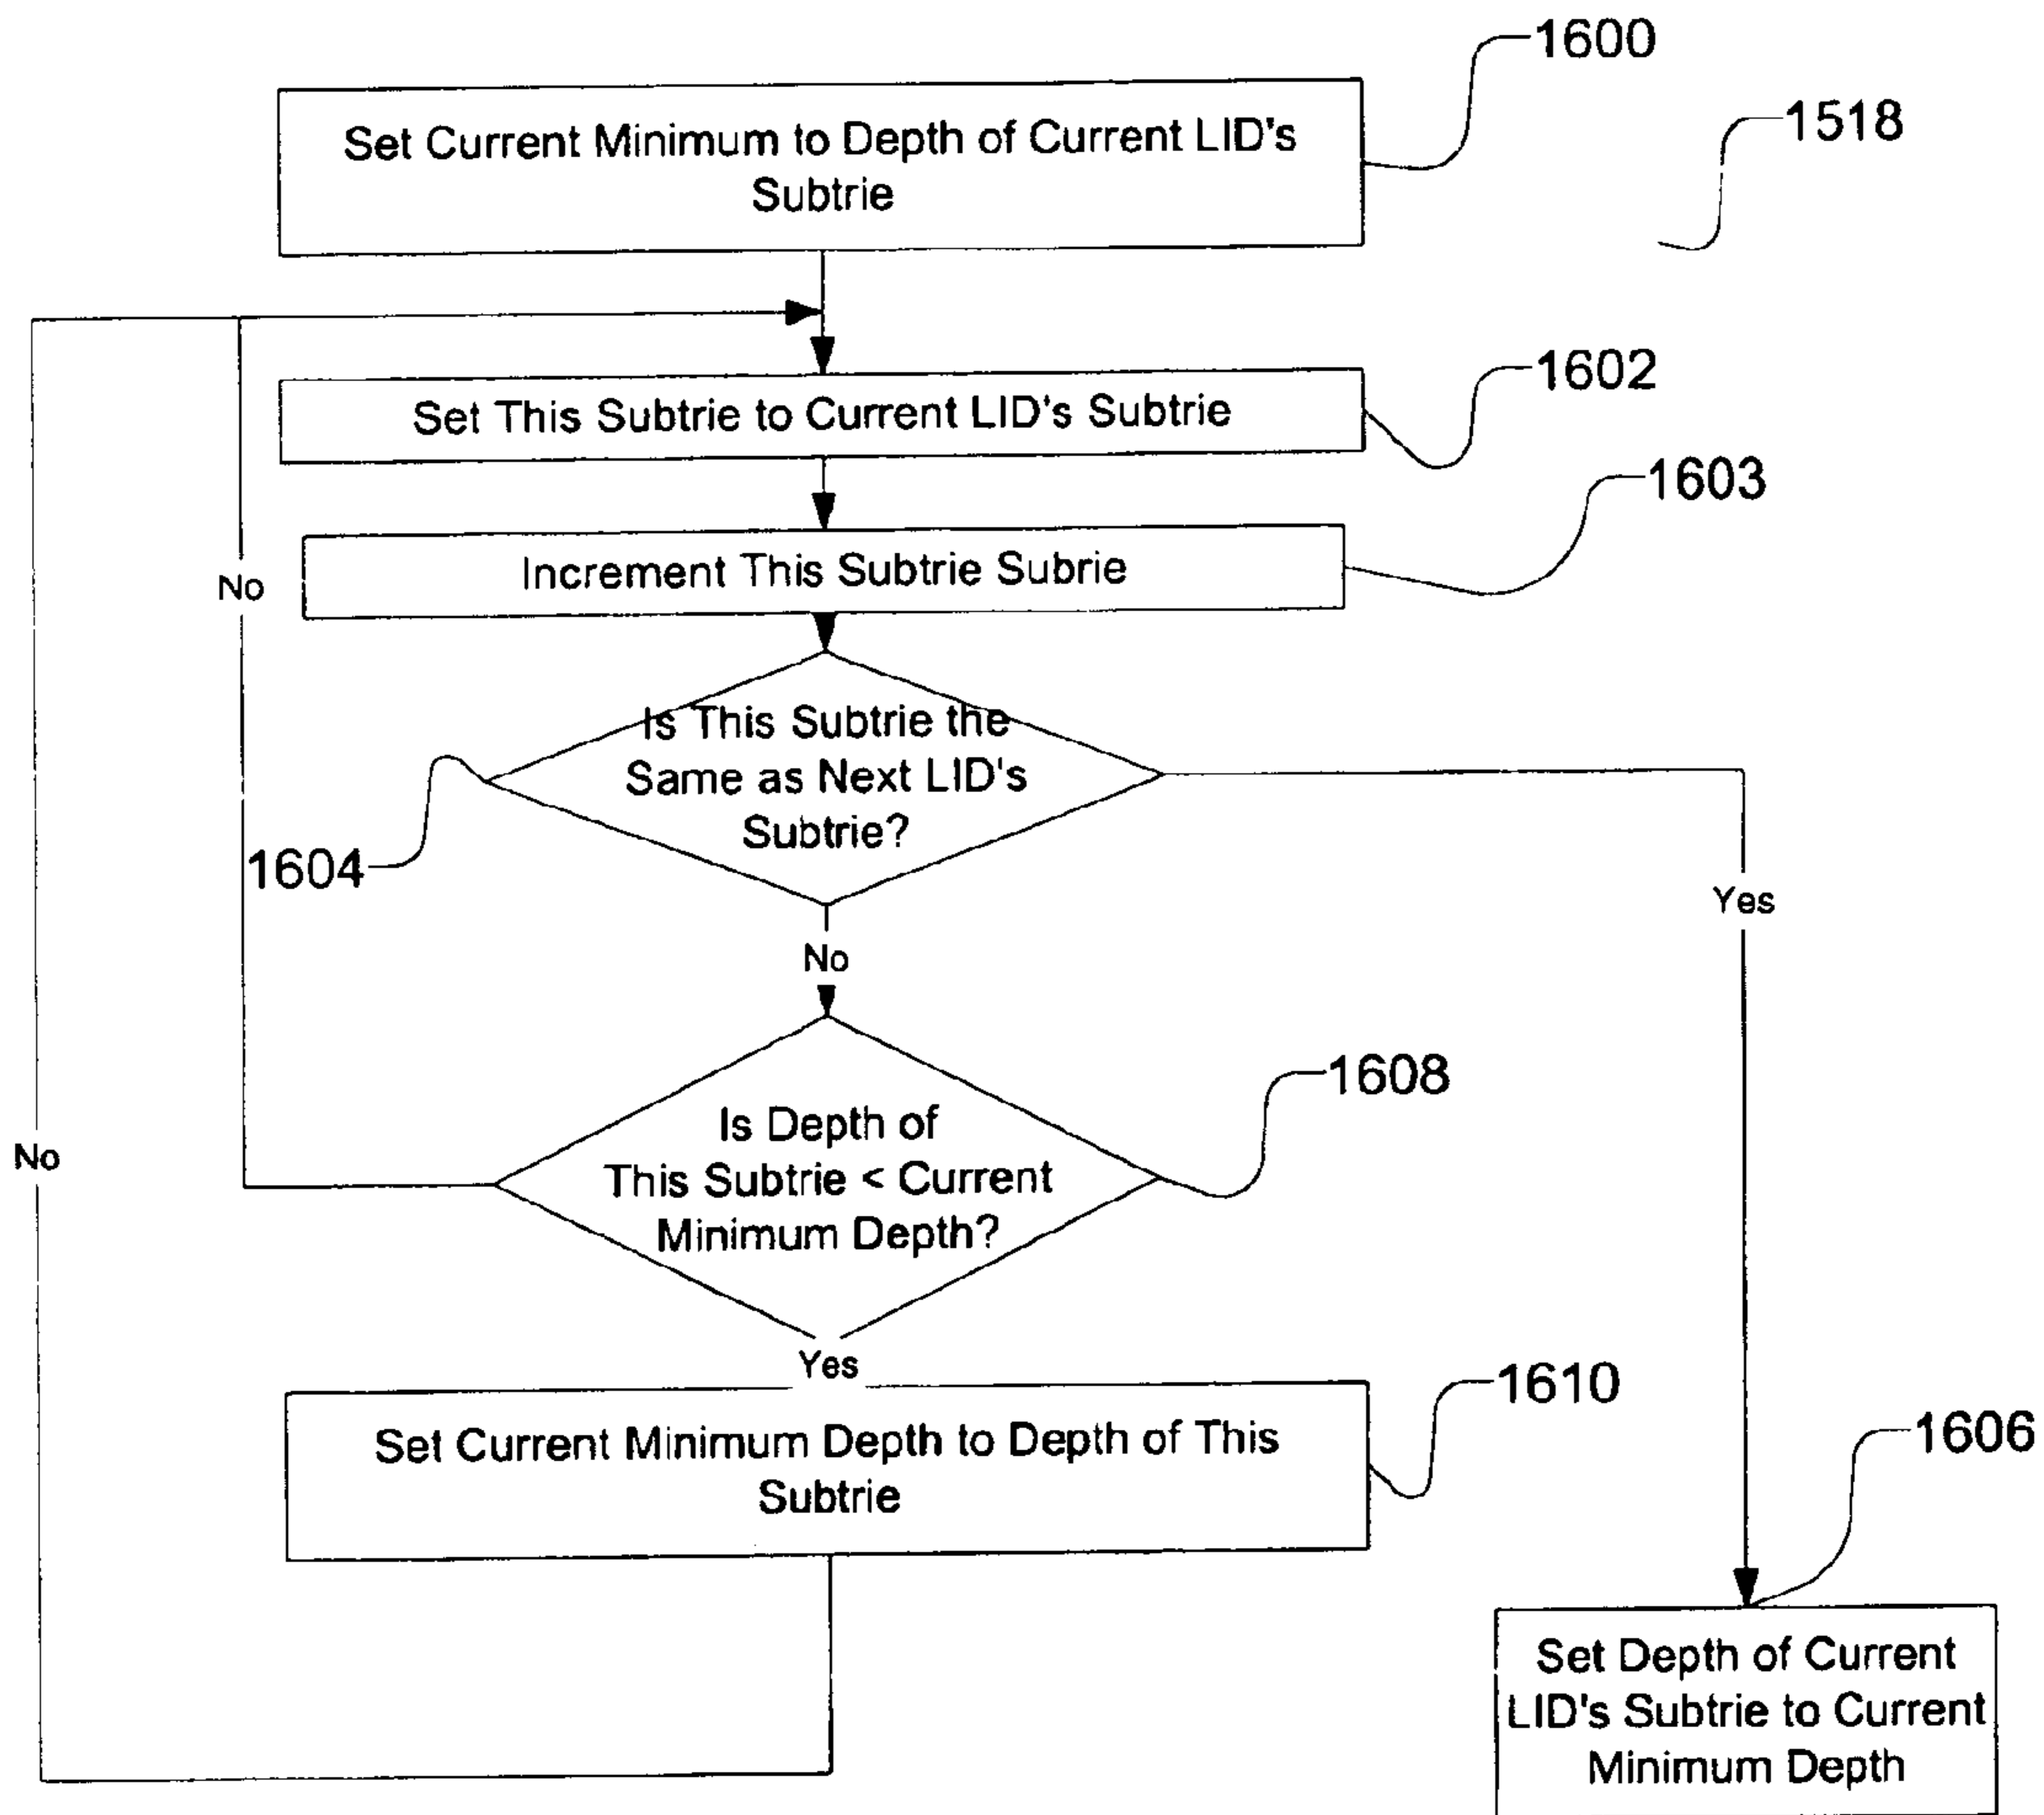 1600
Set Current Minimum to Depth of Current LID's
Subtrie
1518
Set This Subtrie to Current LID's Subtrie
1602
Increment This Subtrie Subrie
1603
No
Is This Subtrie the
Same as Next LID's
Subtrie?
1604
Yes
No
Is Depth of
This Subtrie < Current
Minimum Depth?
1608
No
Yes
Set Current Minimum Depth to Depth of This
Subtrie
1610
1606
Set Depth of Current
LID's Subtrie to Current
Minimum Depth